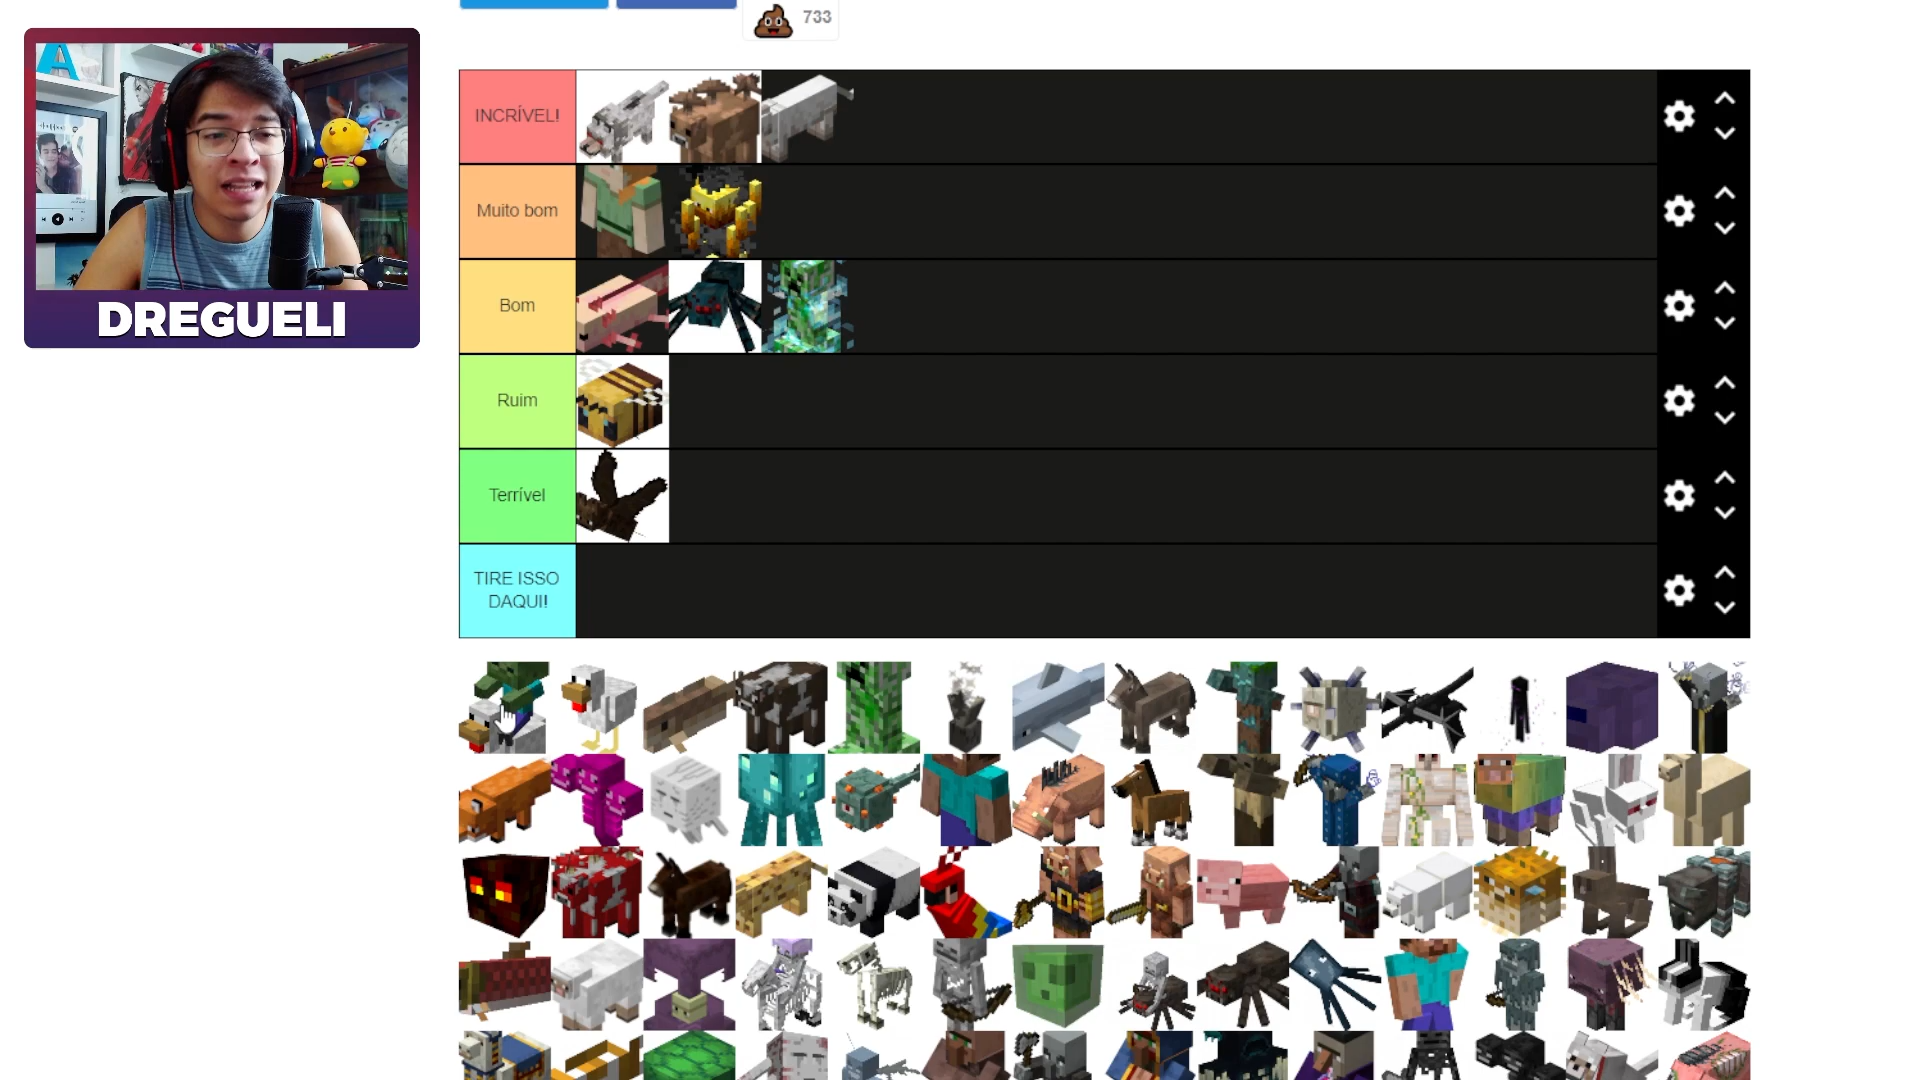 733
INCRÍVEL!
Muito bom
Bom
Ruim
Terrível
TIRE ISSO
DAQUI!
A
DREGUELI